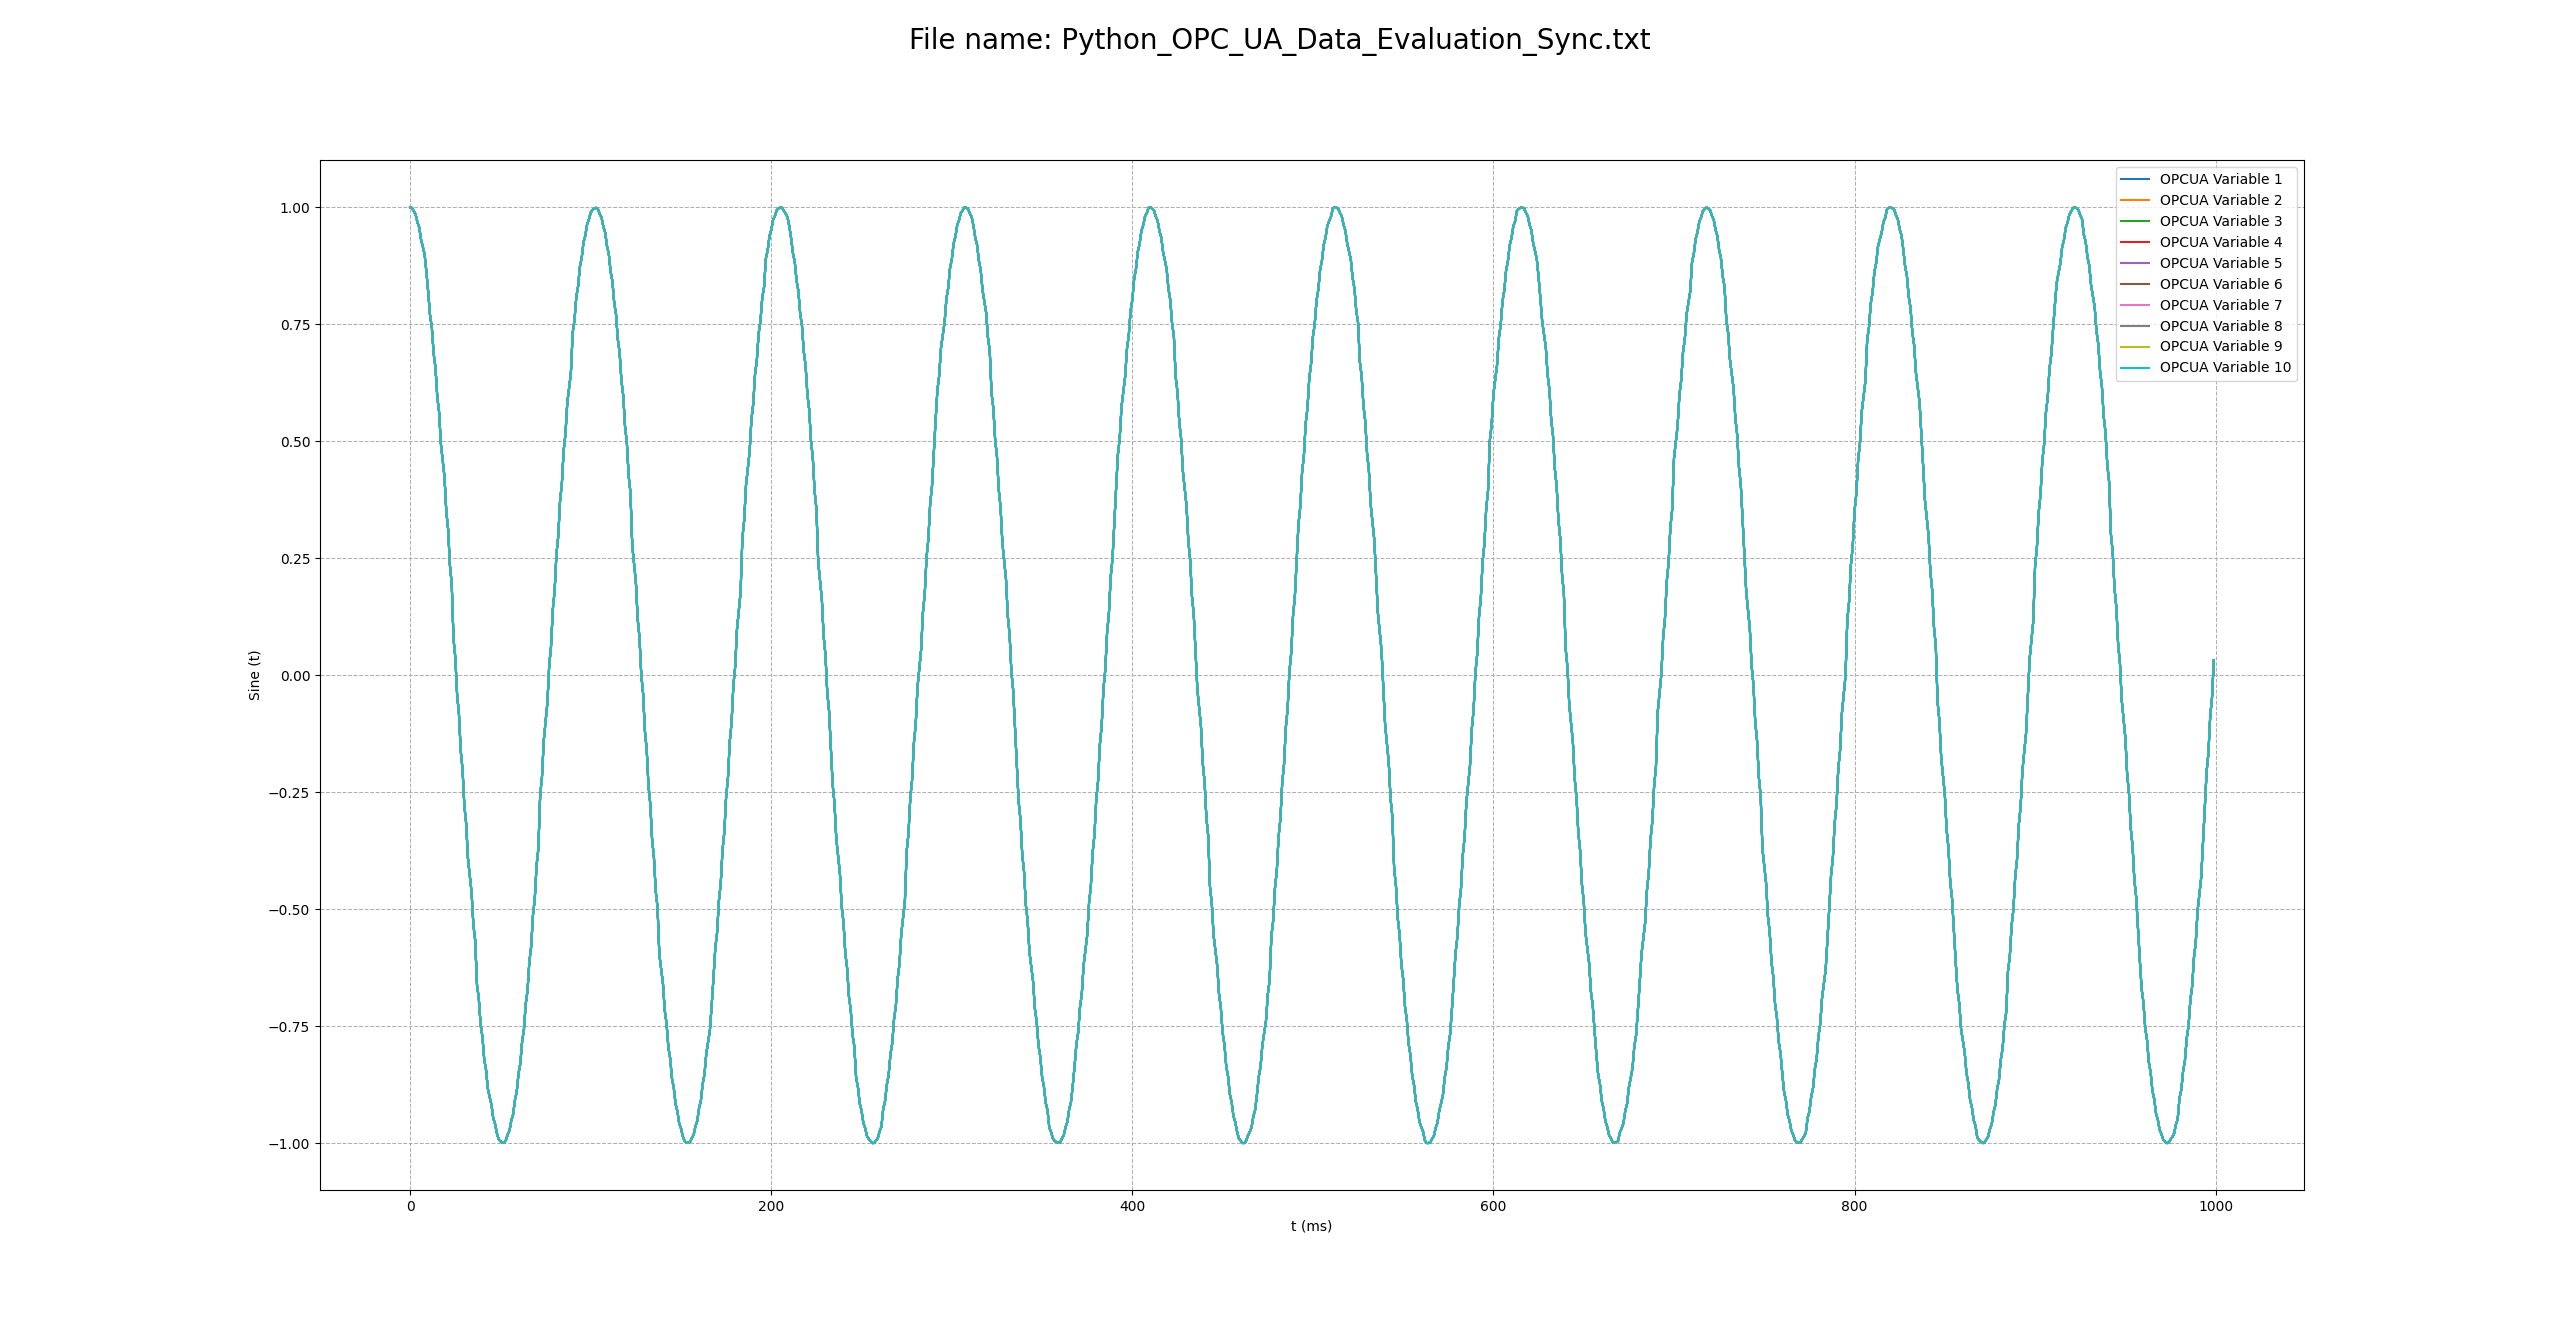 File name: Python_OPC_UA_Data_Evaluation_Sync.txt
OPCUA Variable 1
OPCUA Variable 2
OPCUA Variable 3
OPCUA Variable 4
OPCUA Variable 5
OPCUA Variable 6
OPCUA Variable 7
OPCUA Variable 8
OPCUA Variable 9
OPCUA Variable 10
1.00
0.75
0.50
0.25
0.00
−0.25
−0.50
−0.75
−1.00
Sine (t)
0 200 400 600 800 1000
t (ms)